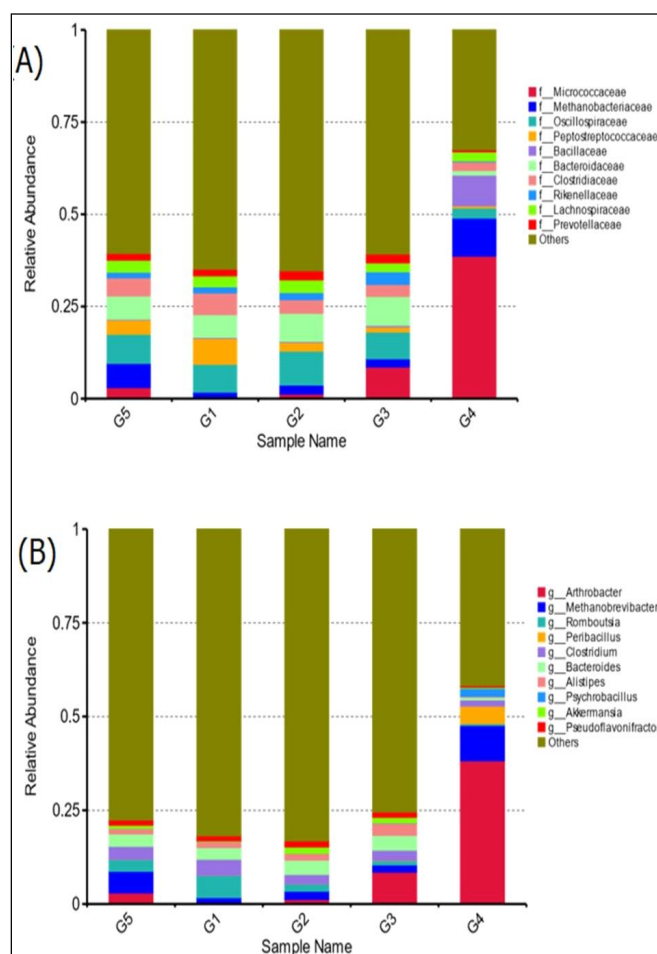 (A)
1
0.75
0.5
0.25
0
Relative Abundance
G5
G1
G2
G3
G4
Sample Name
f__Micrococcaceae
f__Methanobacteriaceae
f__Oscillospiraceae
f__Peptostreptococcaceae
f__Bacillaceae
f__Bacteroidaceae
f__Clostridiaceae
f__Rikenellaceae
f__Lachnospiraceae
f__Prevotellaceae
Others
(B)
1
0.75
0.5
0.25
0
Relative Abundance
G5
G1
G2
G3
G4
Sample Name
g__Arthrobacter
g__Methanobrevibacter
g__Romboutsia
g__Peribacillus
g__Clostridium
g__Bacteroides
g__Alistipes
g__Psychrobacillus
g__Akkermansia
g__Pseudoflavonifracto
Others